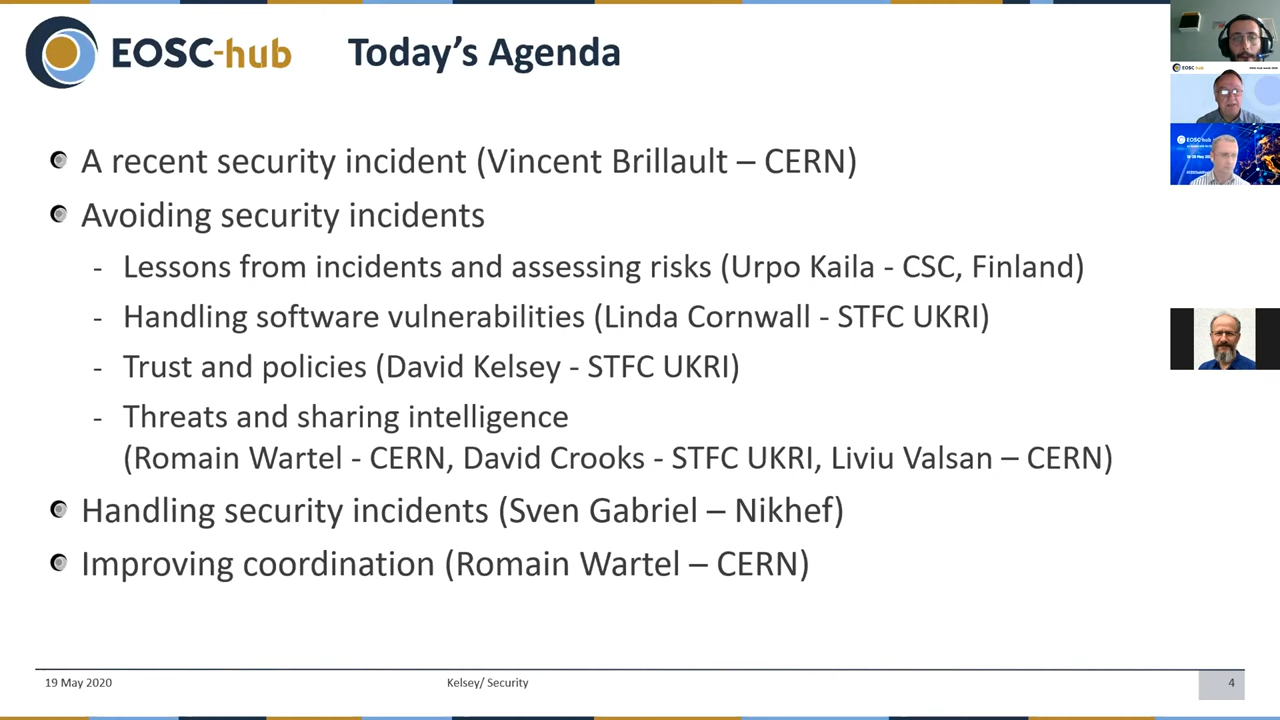 EOSC-hub
Today's Agenda
A recent security incident (Vincent Brillault – CERN)
Avoiding security incidents
- Lessons from incidents and assessing risks (Urpo Kaila - CSC, Finland)
- Handling software vulnerabilities (Linda Cornwall - STFC UKRI)
- Trust and policies (David Kelsey - STFC UKRI)
- Threats and sharing intelligence
(Romain Wartel - CERN, David Crooks - STFC UKRI, Liviu Valsan – CERN)
Handling security incidents (Sven Gabriel – Nikhef)
Improving coordination (Romain Wartel – CERN)
19 May 2020
Kelsey/ Security
4
EOSC-hub